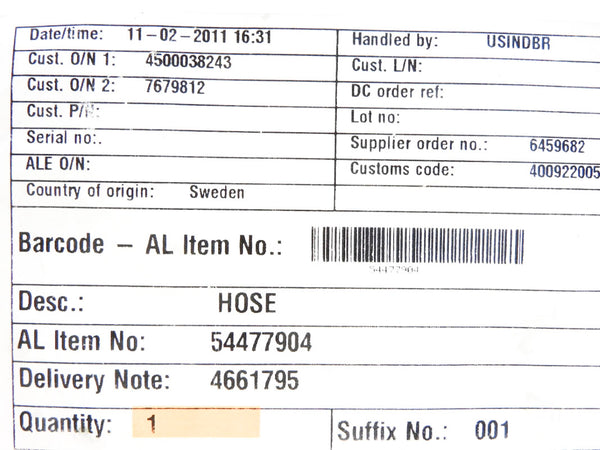 Date/time: 11-02-2011 16:31 Handled by: USINDBR
Cust. O/N 1: 4500038243 Cust. L/N:
Cust. O/N 2: 7679812 DC order ref:
Cust. P/N: Lot no:
Serial no:. Supplier order no.: 6459682
ALE O/N: Customs code: 400922005
Country of origin: Sweden
Barcode – AL Item No.:
54477904
Desc.: HOSE
AL Item No: 54477904
Delivery Note: 4661795
Quantity: 1 Suffix No.: 001